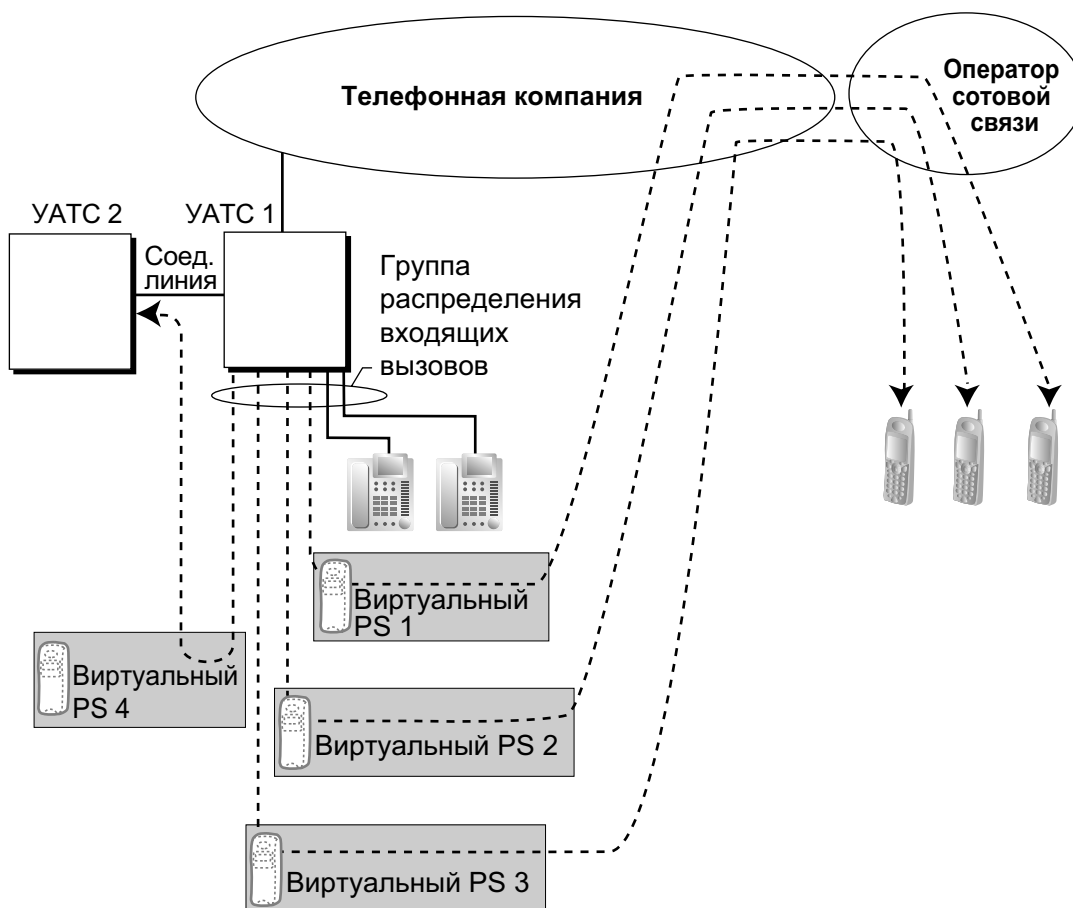 Телефонная компания
Оператор
сотовой
связи
УАТС 2
УАТС 1
Соед.
линия
Группа
распределения
входящих
вызовов
Виртуальный
PS 1
Виртуальный
PS 4
Виртуальный PS 2
Виртуальный PS 3